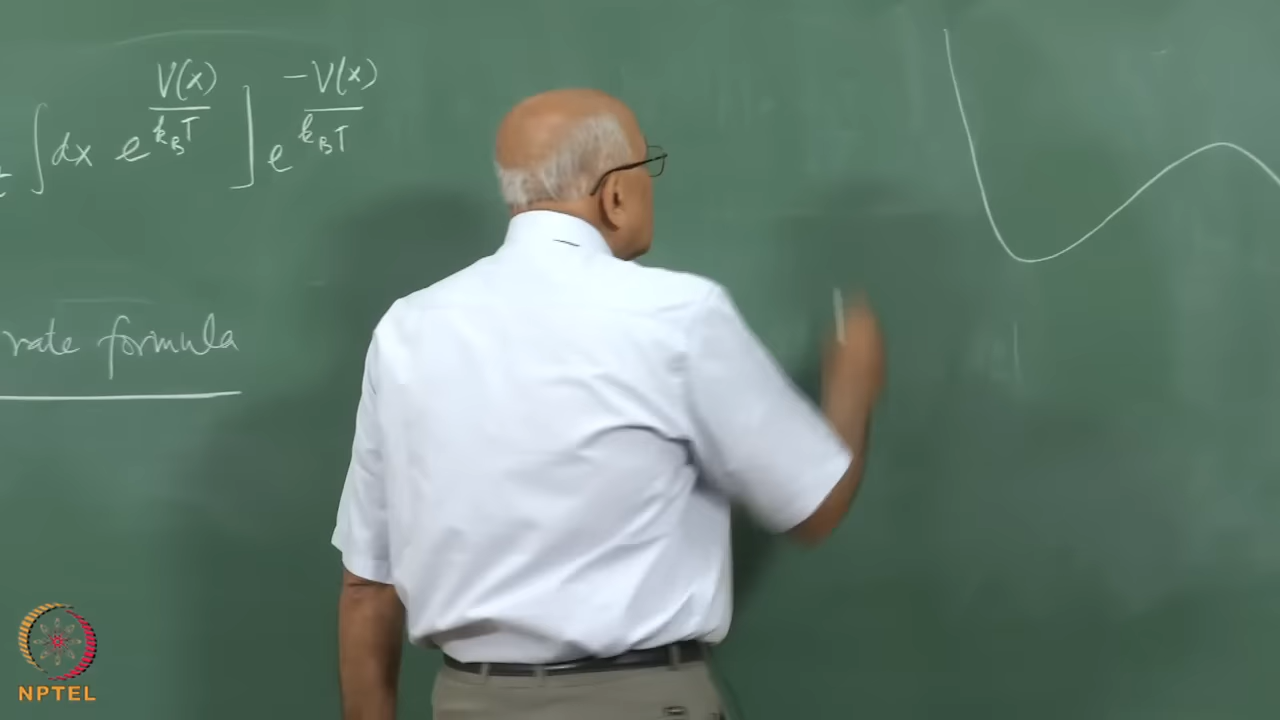 ∫dx e^{V(x)/k_BT} ] e^{-V(x)/k_BT}
rate formula
NPTEL